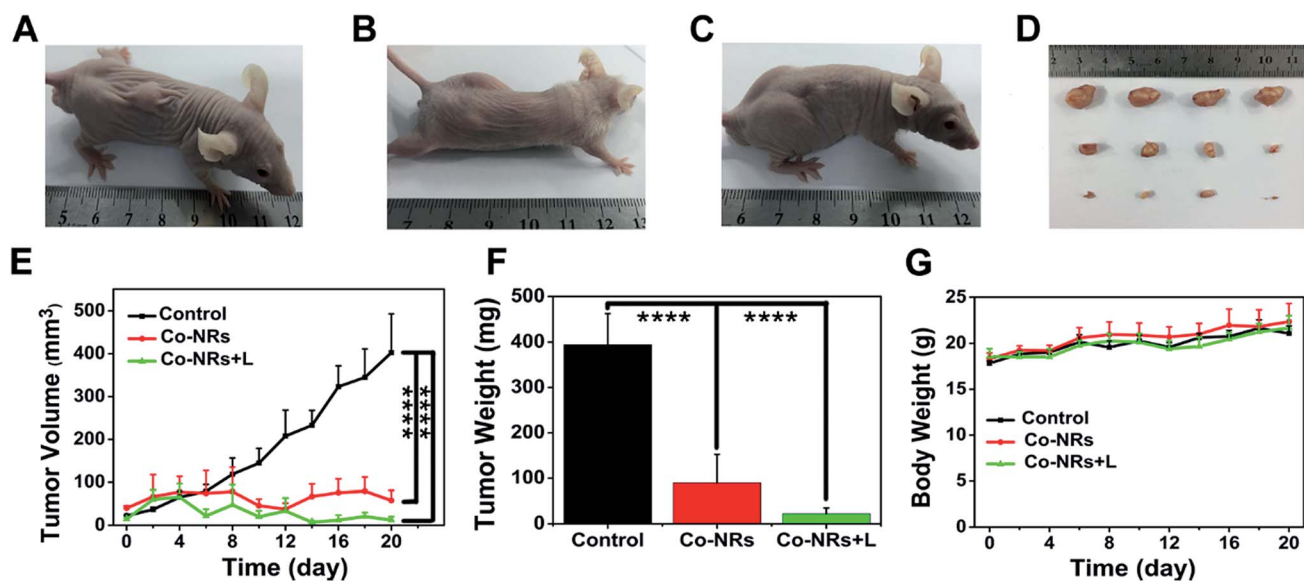 A
B
C
D
5 6 7 8 9 10 11 12
7 8 9 10 11 12 13
6 7 8 9 10 11 12
2 3 4 5 6 7 8 9 10 11
E
Tumor Volume (mm³)
500
400
300
200
100
0
Control
Co-NRs
Co-NRs+L
****
****
0 4 8 12 16 20
Time (day)
F
Tumor Weight (mg)
500
400
300
200
100
0
**** ****
Control Co-NRs Co-NRs+L
G
Body Weight (g)
25
20
15
10
5
0
Control
Co-NRs
Co-NRs+L
0 4 8 12 16 20
Time (day)